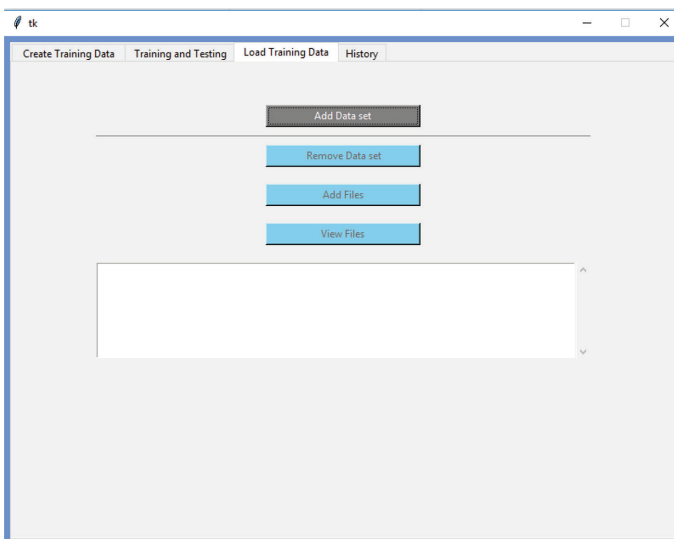 tk
Create Training Data Training and Testing Load Training Data History
Add Data set
Remove Data set
Add Files
View Files